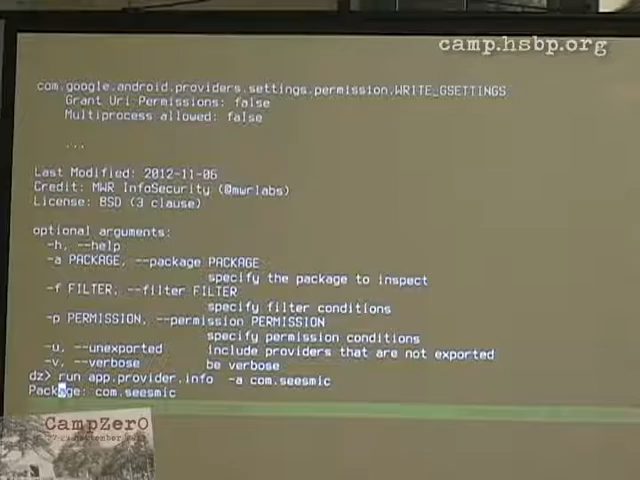 camp.hsbp.org
com.google.android.providers.settings.permission.WRITE_GSETTINGS
Grant Uri Permissions: false
Multiprocess allowed: false
...
Last Modified: 2012-11-06
Credit: MWR InfoSecurity (@mwrlabs)
License: BSD (3 clause)
optional arguments:
-h, --help
-a PACKAGE, --package PACKAGE
specify the package to inspect
-f FILTER, --filter FILTER
specify filter conditions
-p PERMISSION, --permission PERMISSION
specify permission conditions
-u, --unexported include providers that are not exported
-v, --verbose be verbose
dz> run app.provider.info -a com.seesmic
Package: com.seesmic
CampZer0